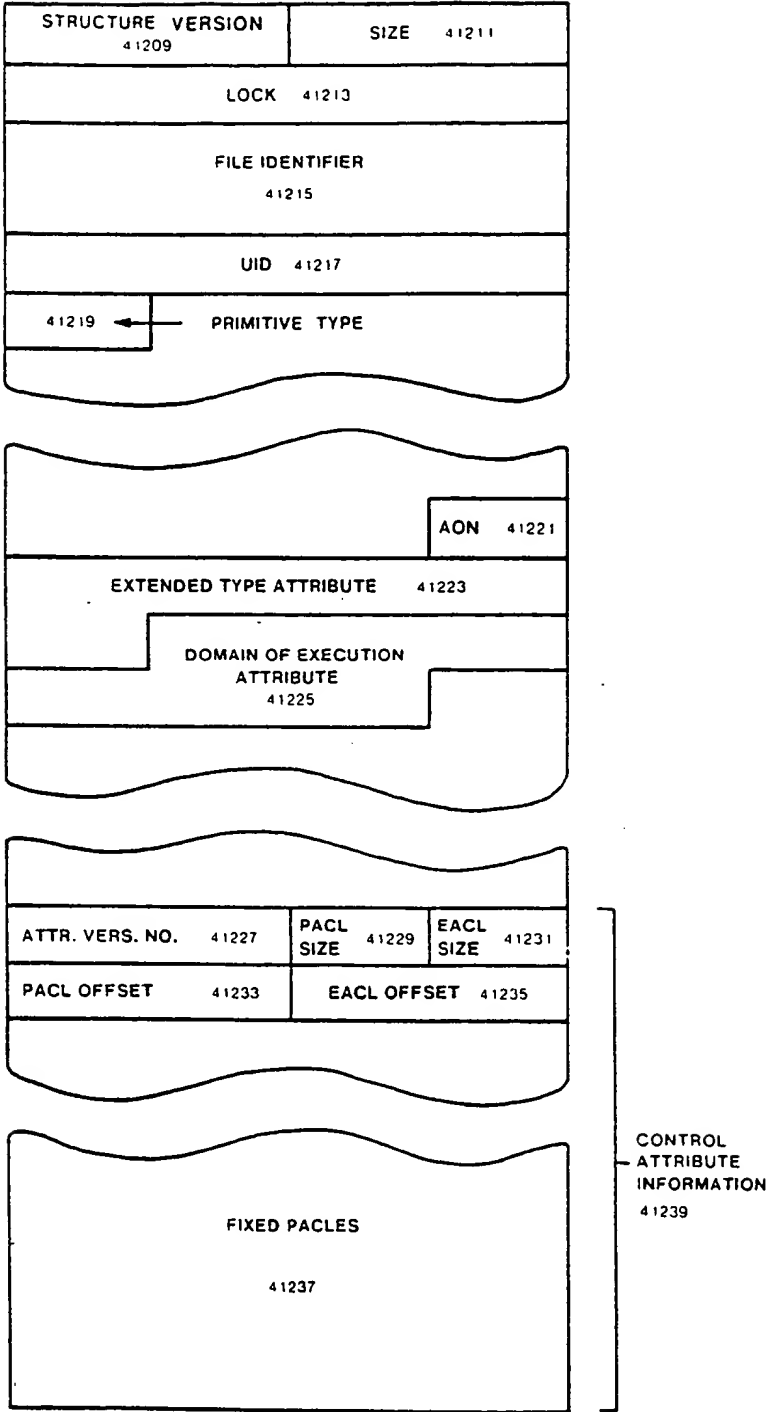 STRUCTURE VERSION
41209
SIZE 41211
LOCK 41213
FILE IDENTIFIER
41215
UID 41217
41219 PRIMITIVE TYPE
AON 41221
EXTENDED TYPE ATTRIBUTE 41223
DOMAIN OF EXECUTION
ATTRIBUTE
41225
ATTR. VERS. NO. 41227
PACL
SIZE 41229
EACL
SIZE 41231
PACL OFFSET 41233
EACL OFFSET 41235
FIXED PACLES
41237
CONTROL
ATTRIBUTE
INFORMATION
41239